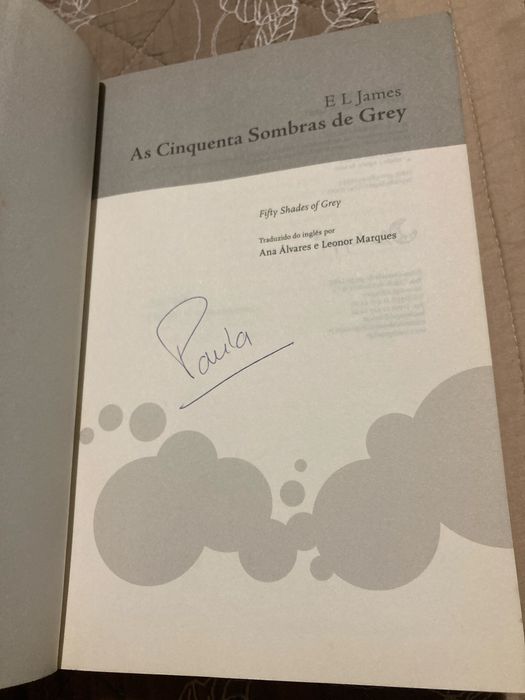 E L James
As Cinquenta Sombras de Grey
Fifty Shades of Grey
Traduzido do inglês por
Ana Álvares e Leonor Marques
Paula